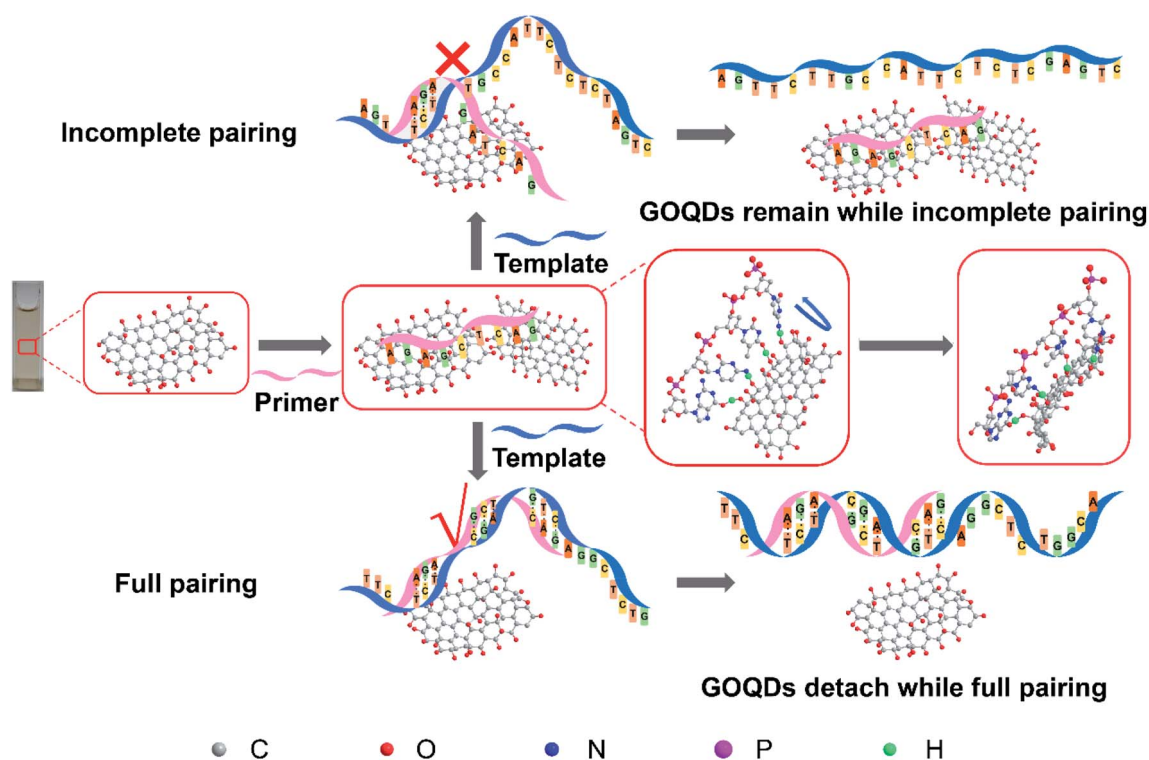 T G C C A T T C T C T C T A G T C
A G T T C T T G C C A T T C T C T C G A G T C
Incomplete pairing
G A T C A G
A G A G C T C A G
GOQDs remain while incomplete pairing
Template
A G A G C T C A G
Primer
Template
T T C
G A G G C T C T G
T T C
A G G C T C T G G C A
Full pairing
GOQDs detach while full pairing
C
O
N
P
H